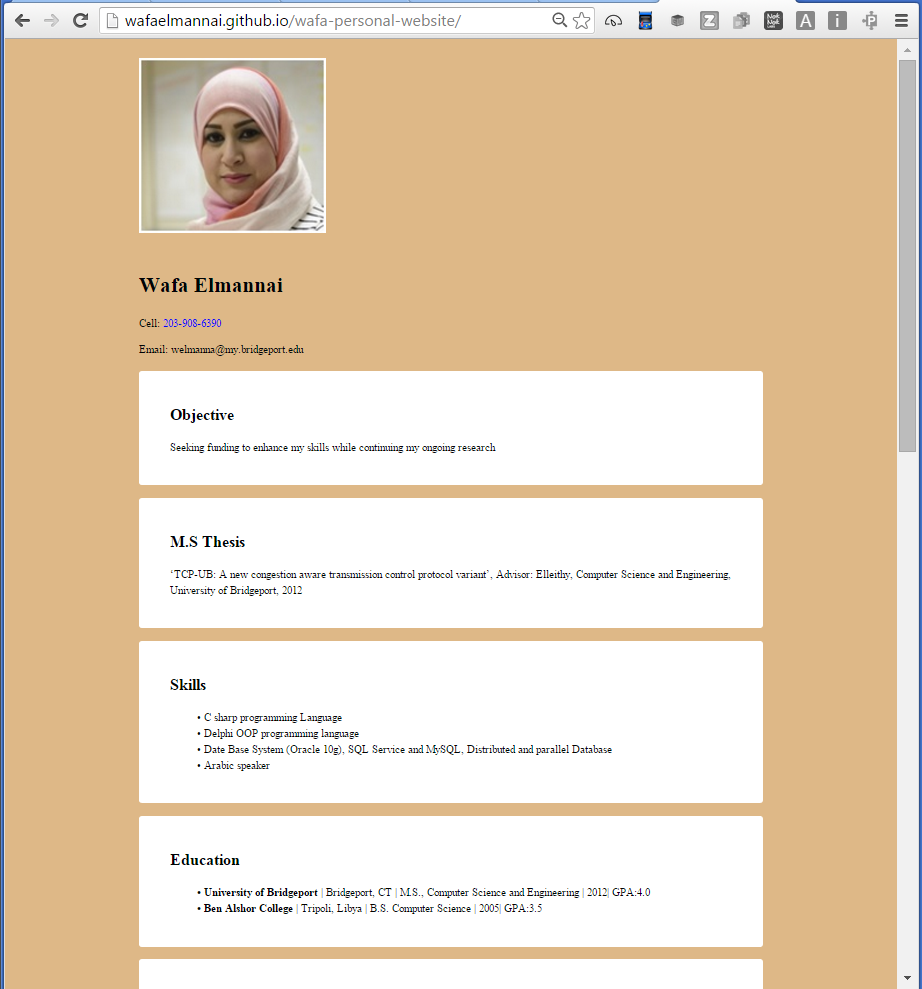 wafaelmannai.github.io/wafa-personal-website/
Wafa Elmannai
Cell: 203-908-6390
Email: welmanna@my.bridgeport.edu
Objective
Seeking funding to enhance my skills while continuing my ongoing research
M.S Thesis
‘TCP-UB: A new congestion aware transmission control protocol variant’, Advisor: Elleithy, Computer Science and Engineering,
University of Bridgeport, 2012
Skills
• C sharp programming Language
• Delphi OOP programming language
• Date Base System (Oracle 10g), SQL Service and MySQL, Distributed and parallel Database
• Arabic speaker
Education
• University of Bridgeport | Bridgeport, CT | M.S., Computer Science and Engineering | 2012| GPA:4.0
• Ben Alshor College | Tripoli, Libya | B.S. Computer Science | 2005| GPA:3.5